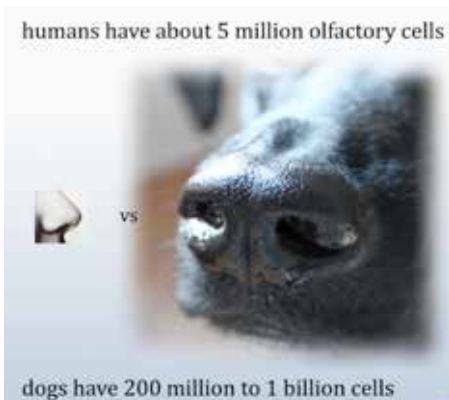 humans have about 5 million olfactory cells
vs
dogs have 200 million to 1 billion cells